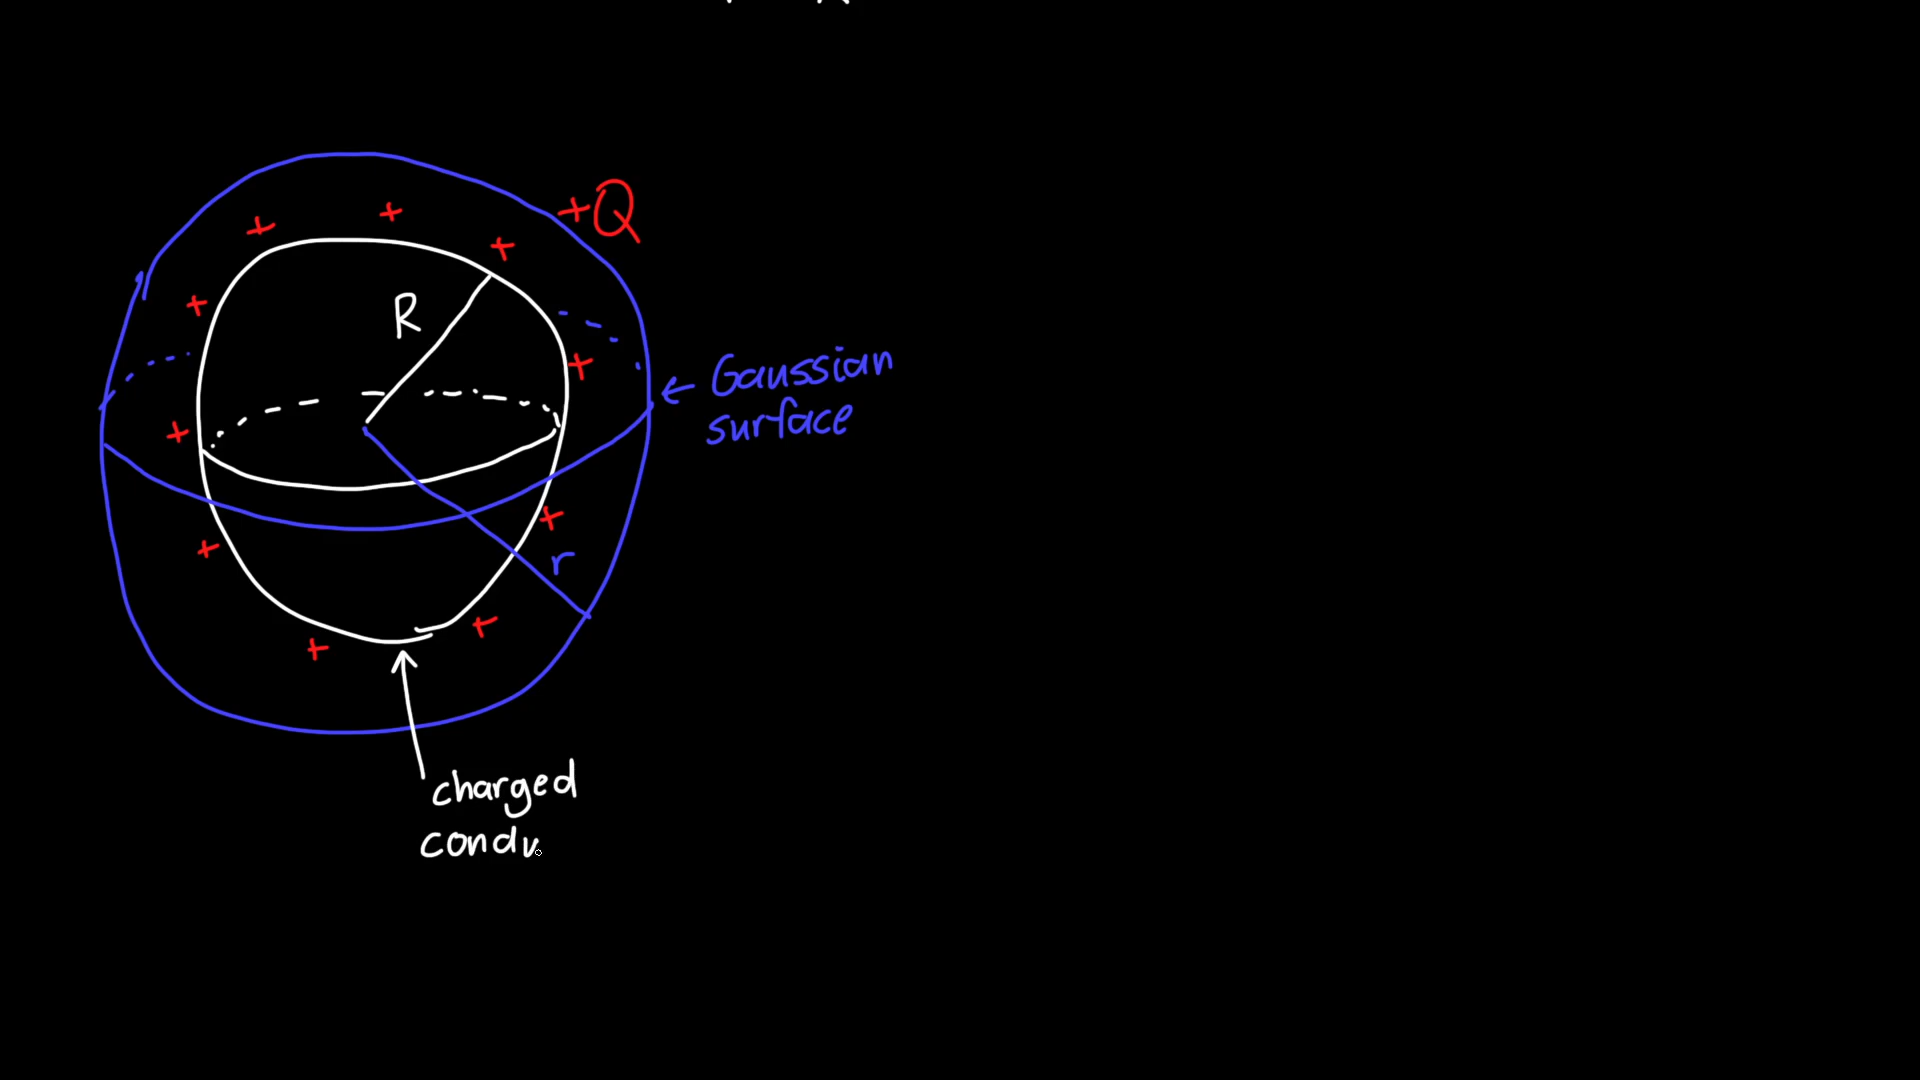 +Q
R
Gaussian
surface
r
charged
condu